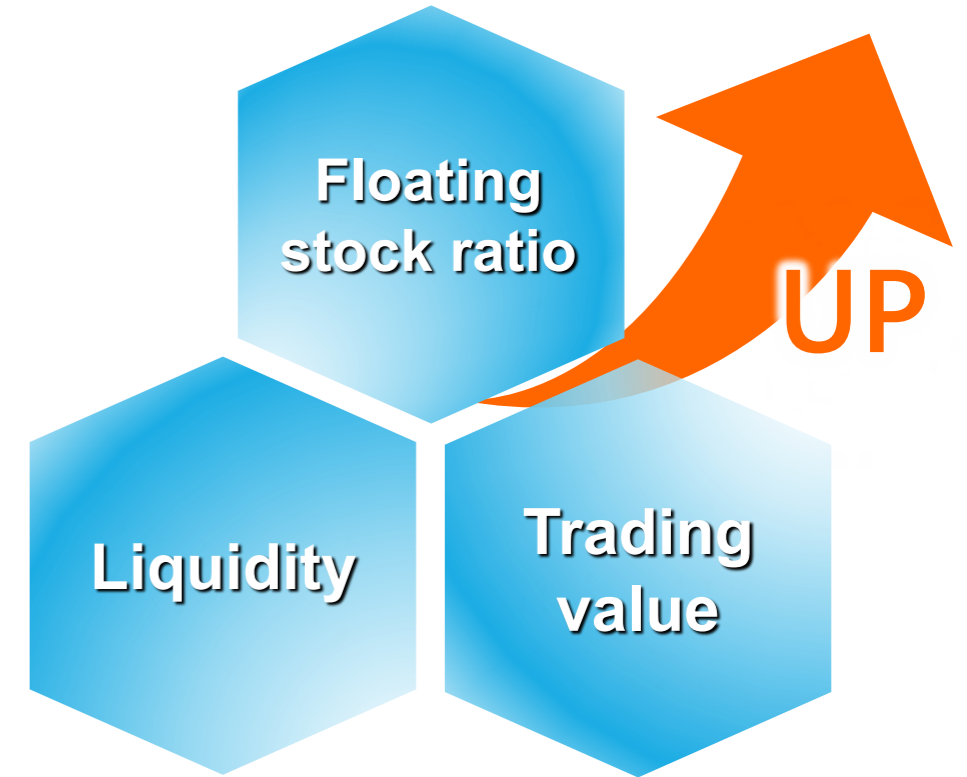 Floating
stock ratio
UP
Liquidity
Trading
value